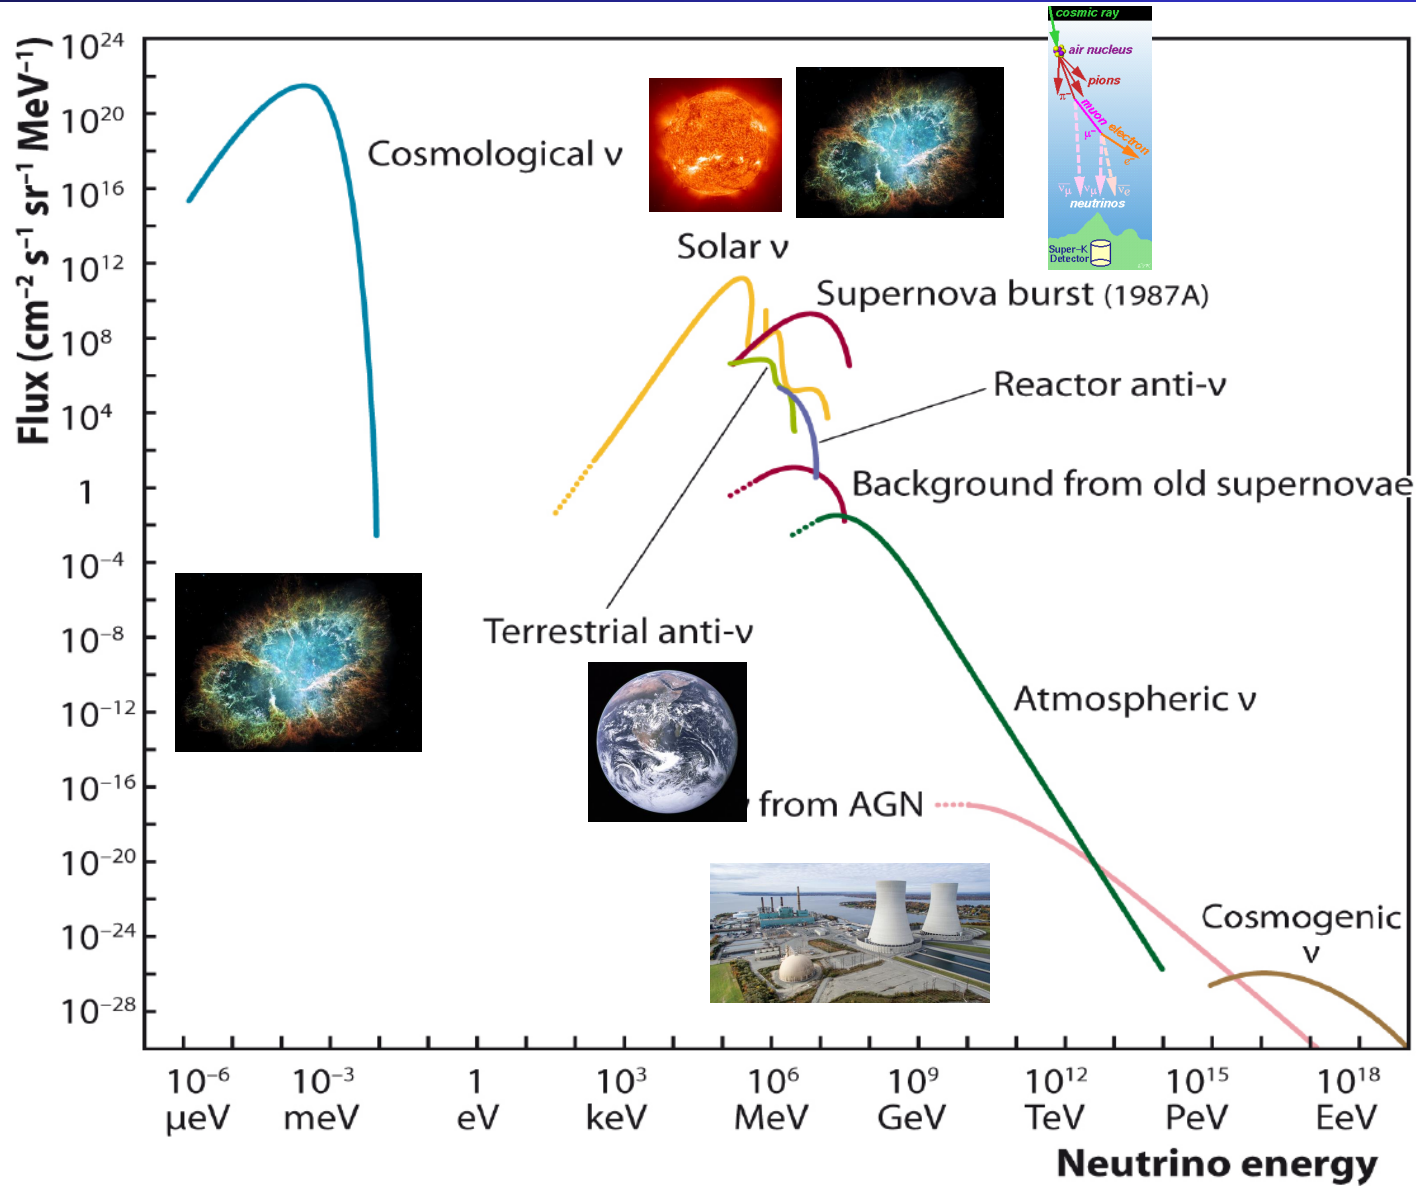 Flux (cm⁻² s⁻¹ sr⁻¹ MeV⁻¹)
10²⁴
10²⁰
10¹⁶
10¹²
10⁸
10⁴
1
10⁻⁴
10⁻⁸
10⁻¹²
10⁻¹⁶
10⁻²⁰
10⁻²⁴
10⁻²⁸
cosmic ray
air nucleus
pions
π⁻
muon
electron
μ⁻
e⁻
ν̅μ νμ ν̅e
neutrinos
Super–K
Detector
Cosmological ν
Solar ν
Supernova burst (1987A)
Reactor anti-ν
Background from old supernovae
Terrestrial anti-ν
Atmospheric ν
from AGN
Cosmogenic
ν
10⁻⁶ 10⁻³ 1 10³ 10⁶ 10⁹ 10¹² 10¹⁵ 10¹⁸
μeV meV eV keV MeV GeV TeV PeV EeV
Neutrino energy